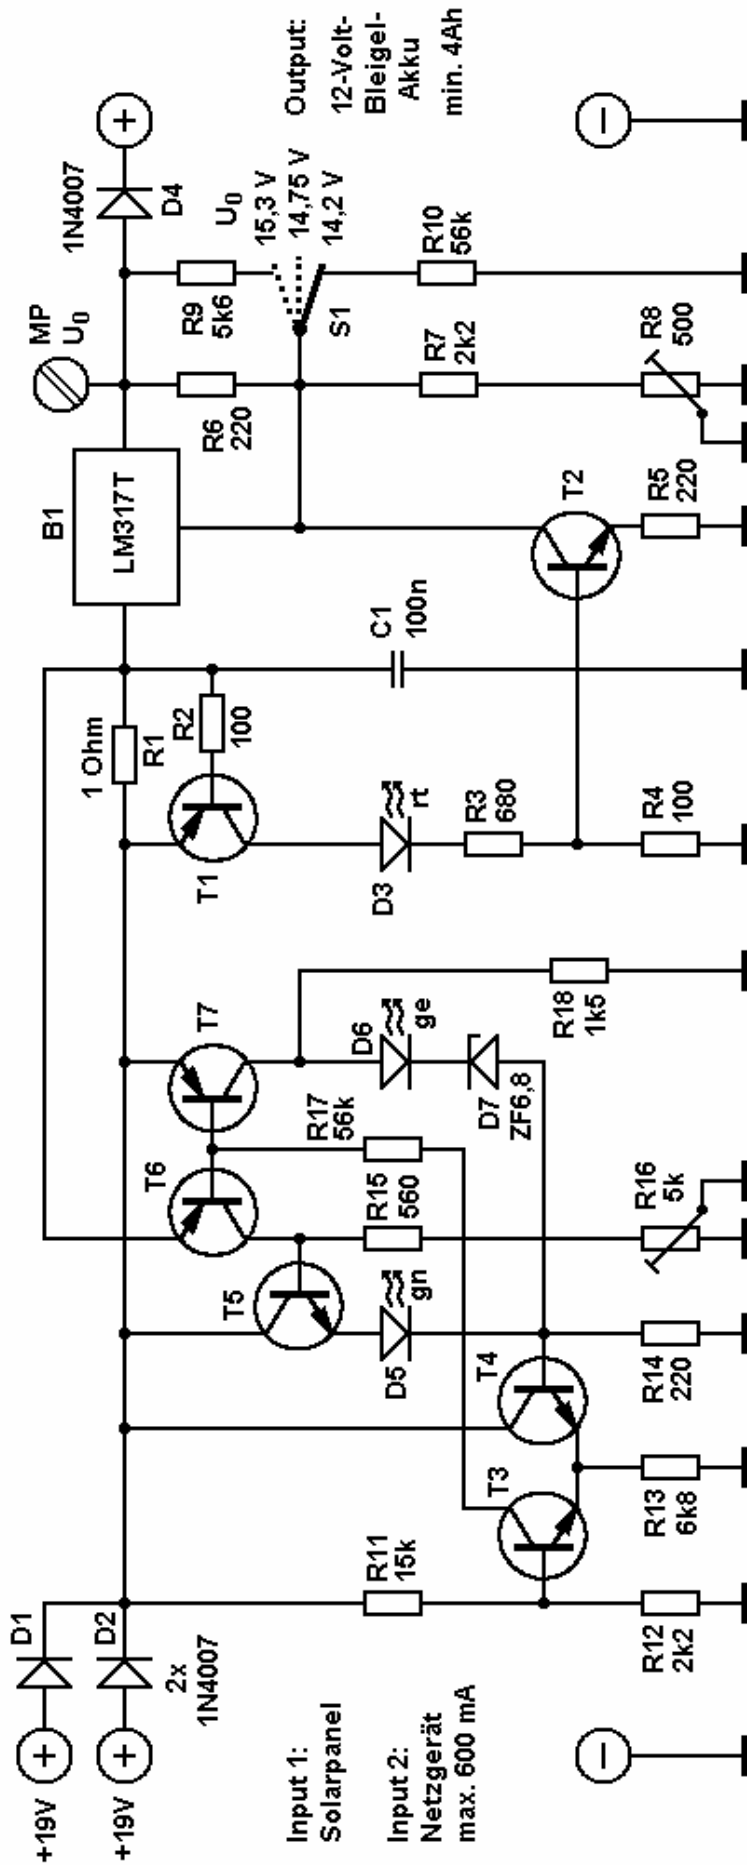 +19V
+
D1
+19V
+
D2
2x
1N4007
Input 1:
Solarpanel
Input 2:
Netzgerät
max. 600 mA
−
R11
15k
R12
2k2
T3
R13
6k8
T4
R14
220
T5
D5
gn
T6
R15
560
R16
5k
R17
56k
T7
D6
ge
D7
ZF6,8
R18
1k5
T1
D3
rt
R3
680
R4
100
1 Ohm
R1
R2
100
C1
100n
B1
LM317T
T2
R5
220
MP
U0
R6
220
R7
2k2
R8
500
R9
5k6
S1
U0
15,3 V
14,75 V
14,2 V
R10
56k
1N4007
D4
+
Output:
12-Volt-
Bleigel-
Akku
min. 4Ah
−